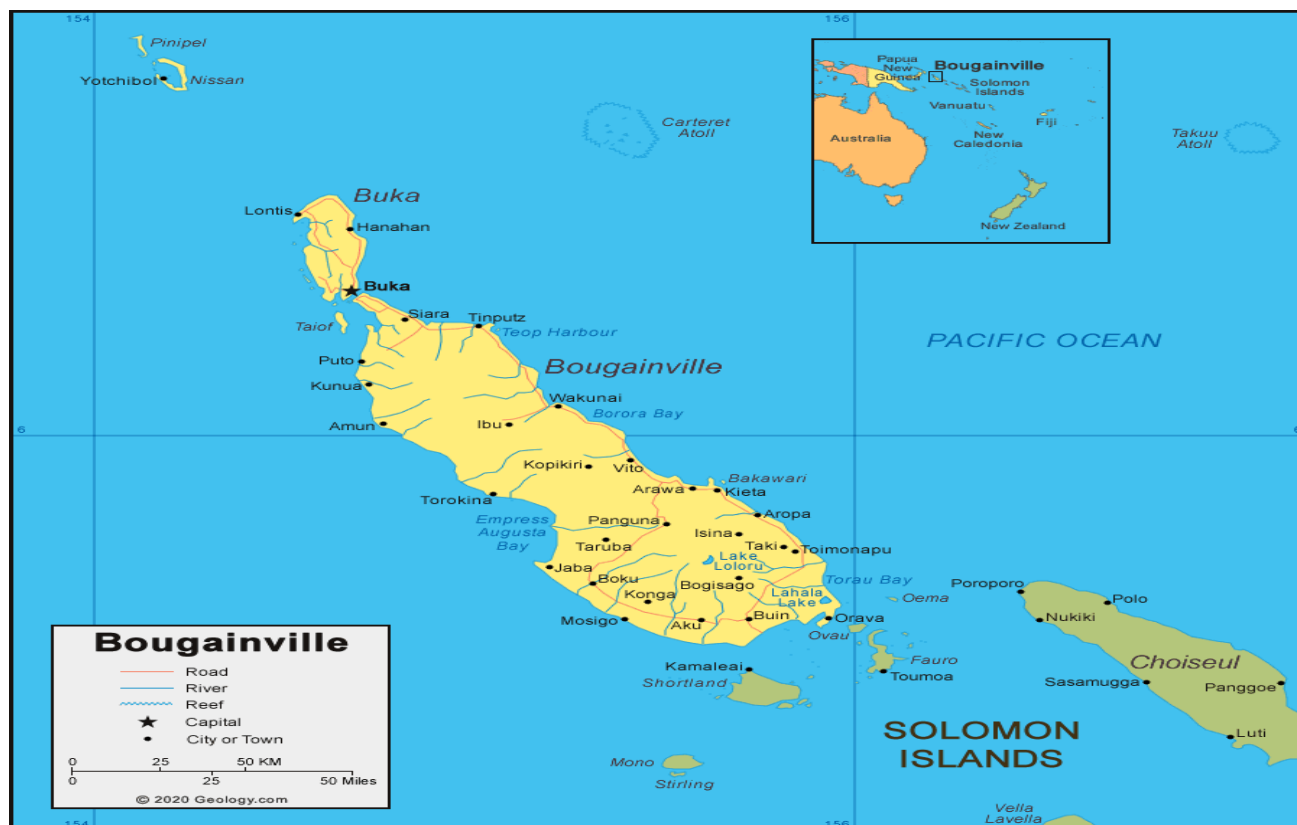 154
156
Pinipel
Yotchibol
Nissan
Carteret
Atoll
Papua
New
Guinea
Bougainville
Solomon
Islands
Vanuatu
Fiji
New
Caledonia
Australia
New Zealand
Takuu
Atoll
Buka
Lontis
Hanahan
Buka
Siara
Tinputz
Taiof
Teop Harbour
PACIFIC OCEAN
Puto
Bougainville
Kunua
Wakunai
Borora Bay
Amun
Ibu
6
6
Kopikiri
Vito
Bakawari
Arawa
Kieta
Torokina
Empress
Augusta
Bay
Panguna
Aropa
Isina
Taruba
Taki
Toimonapu
Lake
Loloru
Jaba
Boku
Bogisago
Torau Bay
Konga
Lahala
Lake
Oema
Poroporo
Polo
Mosigo
Aku
Buin
Orava
Nukiki
Ovau
Kamaleai
Shortland
Fauro
Toumoa
Choiseul
Sasamugga
Panggoe
SOLOMON
ISLANDS
Luti
Mono
Stirling
Vella
Lavella
Bougainville
Road
River
Reef
Capital
City or Town
0 25 50 KM
0 25 50 Miles
© 2020 Geology.com
154
156